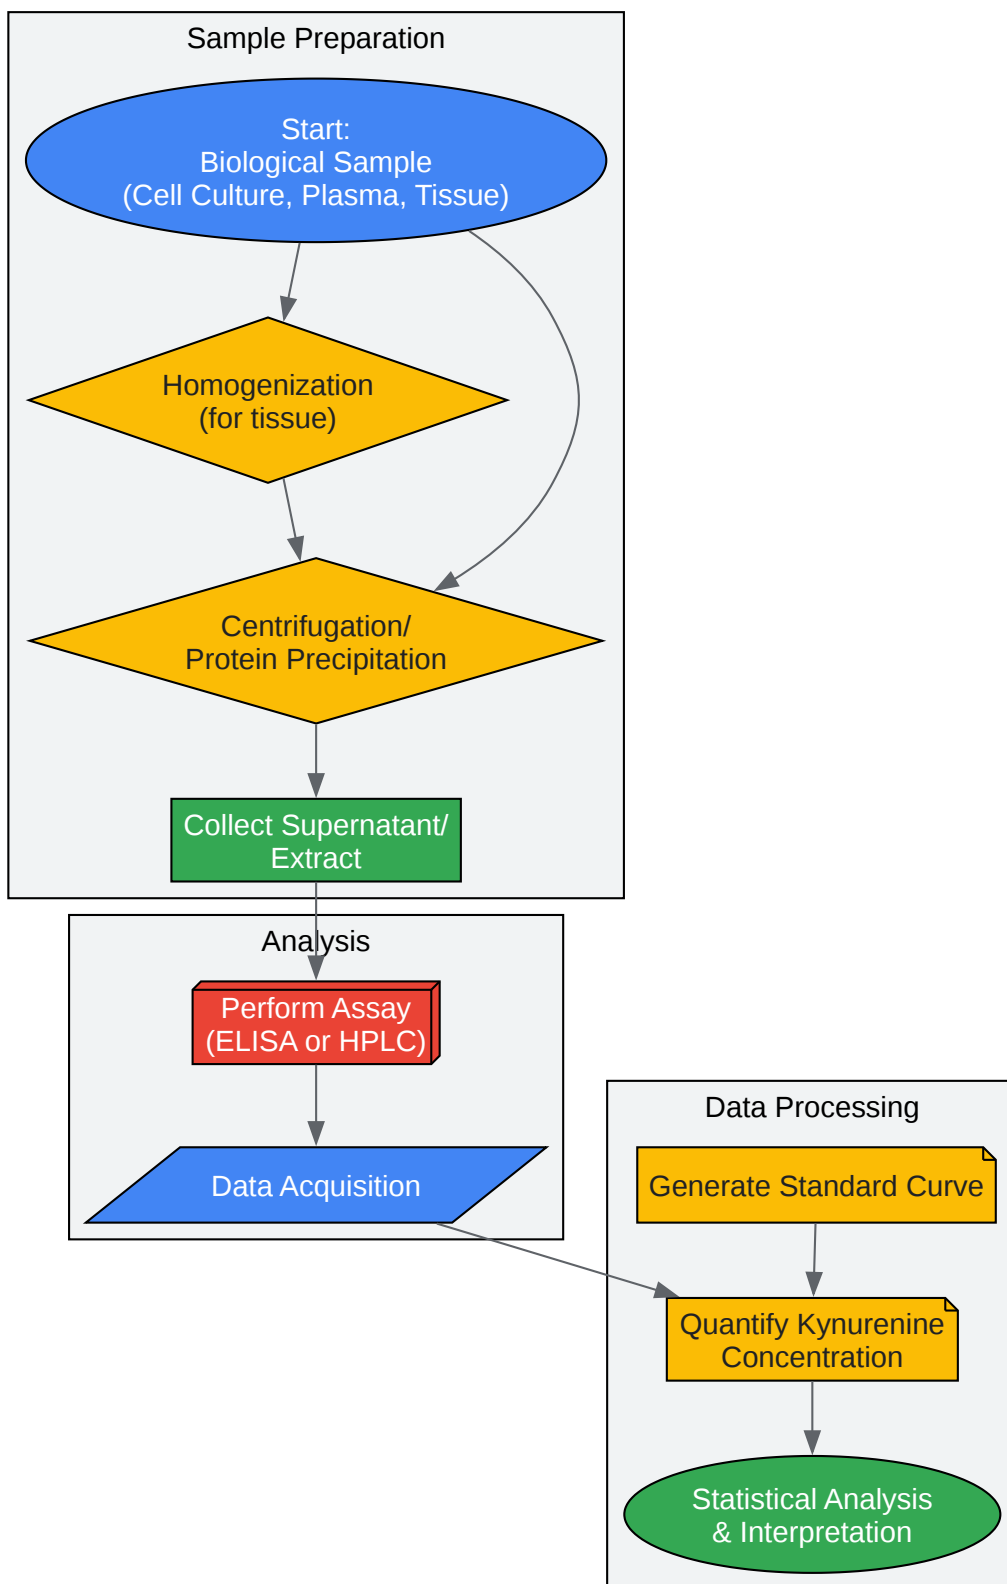 Sample Preparation
Start:
Biological Sample
(Cell Culture, Plasma, Tissue)
Homogenization
(for tissue)
Centrifugation/
Protein Precipitation
Collect Supernatant/
Extract
Analysis
Perform Assay
(ELISA or HPLC)
Data Acquisition
Data Processing
Generate Standard Curve
Quantify Kynurenine
Concentration
Statistical Analysis
& Interpretation